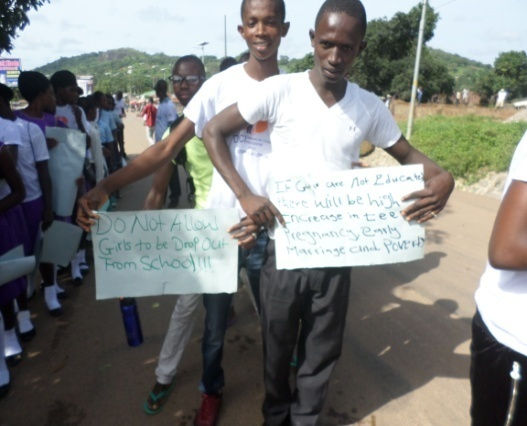 DO NOT Allow
Girls to be Drop Out
From School!!!
If Girls are Not Educated
there will be high
Increase in tee
Pregnancy, Early
Marriage and Poverty